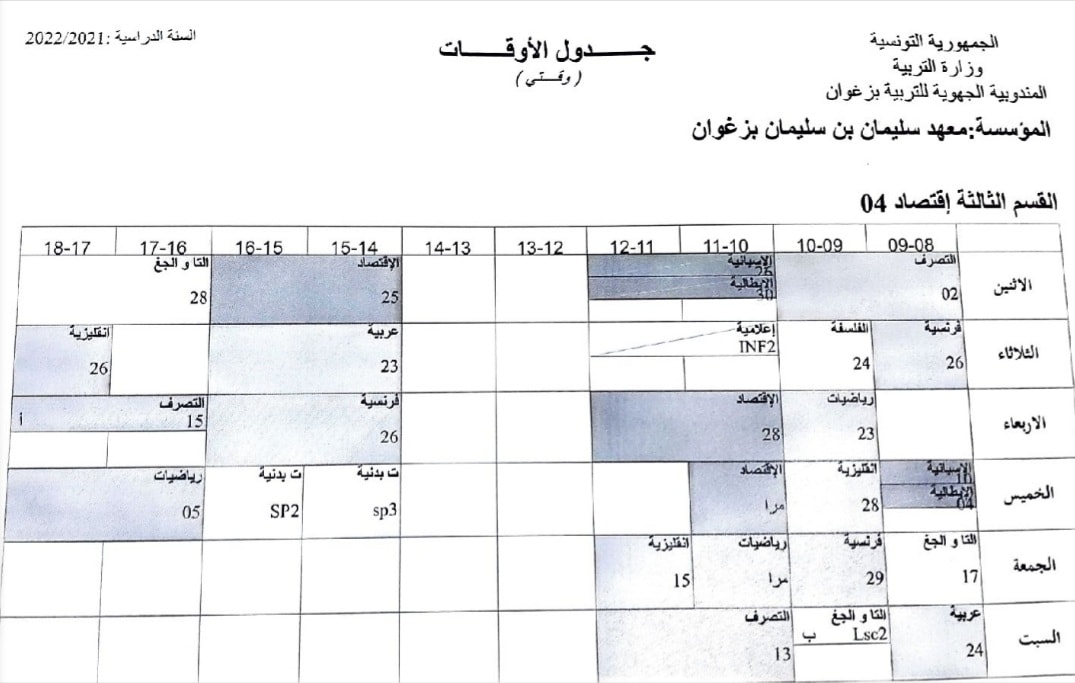 الجمهورية التونسية
وزارة التربية
المندوبية الجهوية للتربية بزغوان
المؤسسة:معهد سليمان بن سليمان بزغوان
جـــدول الأوقـــات
(وقـتي)
السنة الدراسية :2022/2021
القسم الثالثة إقتصاد 04
09-08 10-09 11-10 12-11 13-12 14-13 15-14 16-15 17-16 18-17
الاثنين
التصرف
02
الإسبانية
26
الإيطالية
30
الإقتصاد
25
التا و الجغ
28
الثلاثاء
فرنسية
26
الفلسفة
24
إعلامية
INF2
عربية
23
انقليزية
26
الاربعاء
رياضيات
23
الإقتصاد
28
فرنسية
26
التصرف
15
أ
الخميس
الإسبانية
10
الإيطالية
04
انقليزية
28
الإقتصاد
مرا
ت بدنية
sp3
ت بدنية
SP2
رياضيات
05
الجمعة
التا و الجغ
17
فرنسية
29
رياضيات
مرا
انقليزية
15
السبت
عربية
24
التا و الجغ
Lsc2
ب
التصرف
13